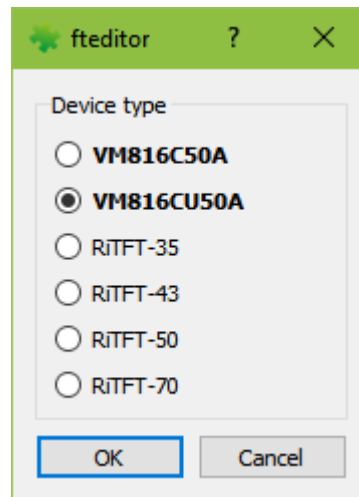 fteditor ? ×
Device type
VM816C50A
VM816CU50A
RiTFT-35
RiTFT-43
RiTFT-50
RiTFT-70
OK Cancel